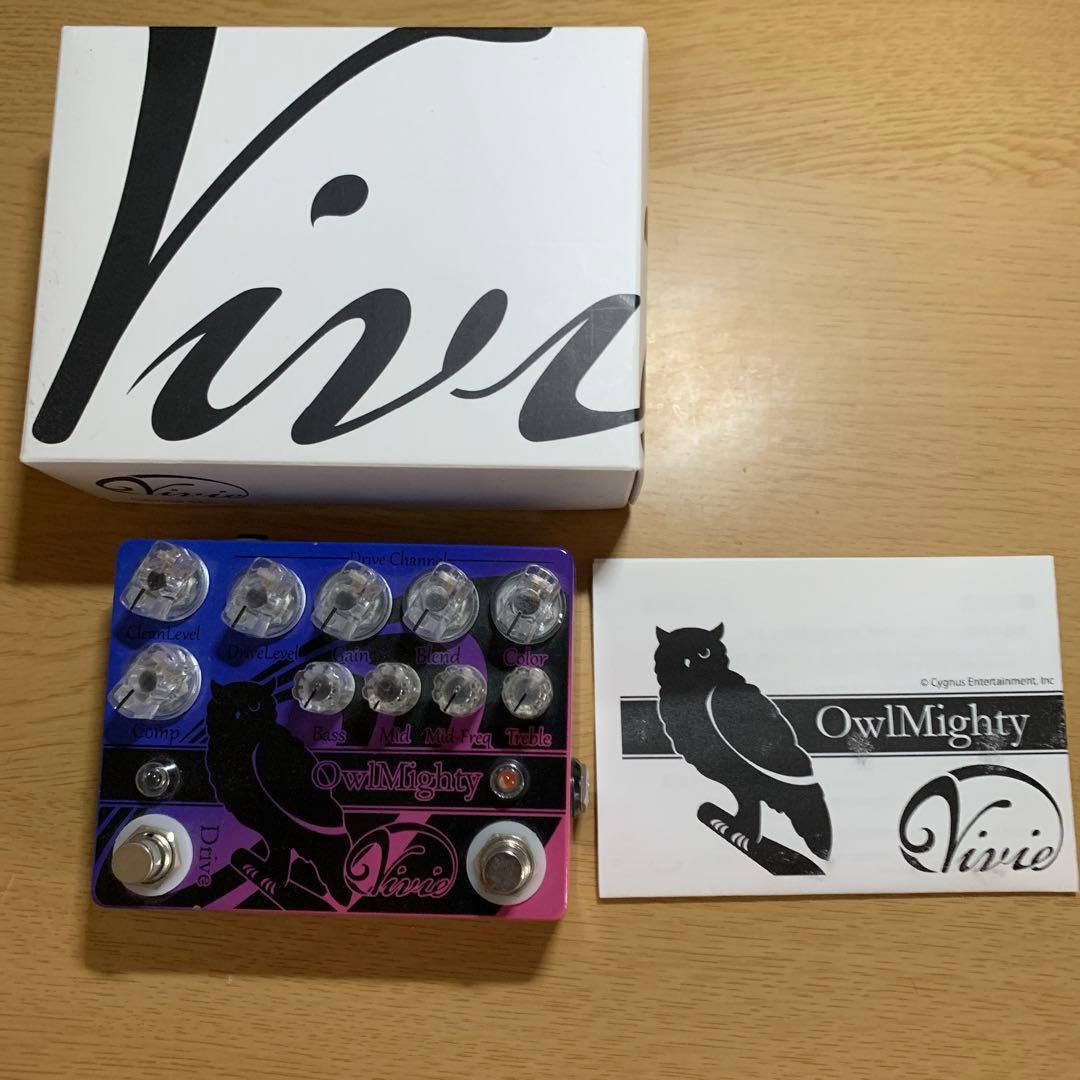 Vivie
Vivie
Drive Channel
CleanLevel
DriveLevel
Gain
Blend
Color
Comp
Bass
Mid
Mid-Freq
Treble
OwlMighty
Drive
Vivie
© Cygnus Entertainment, Inc
OwlMighty
Vivie